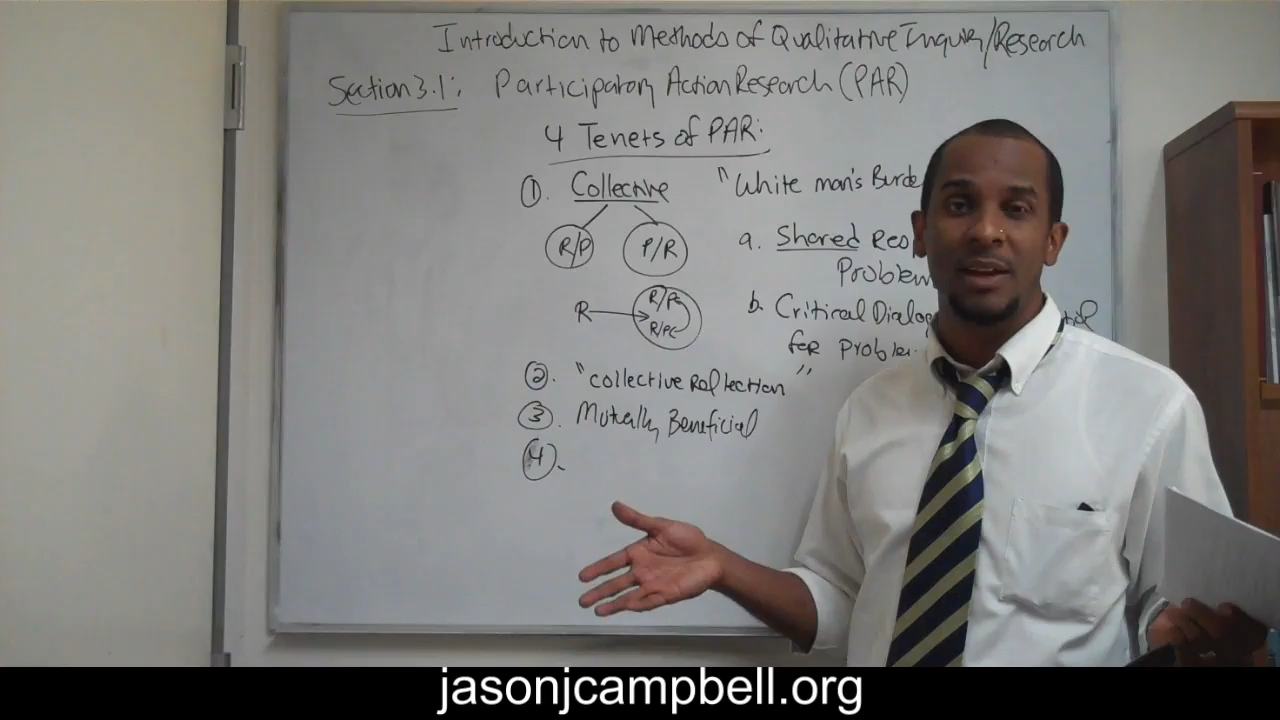 Introduction to Methods of Qualitative Inquiry/Research
Section 3.1: Participatory Action Research (PAR)
4 Tenets of PAR:
1. Collective
"White man's Burde
R/P P/R
a. Shared Res
Problem
R R/PC
R/PC
b. Critical Dialog
for Proble
2. "collective Reflection"
3. Mutually Beneficial
4.
jasonjcampbell.org